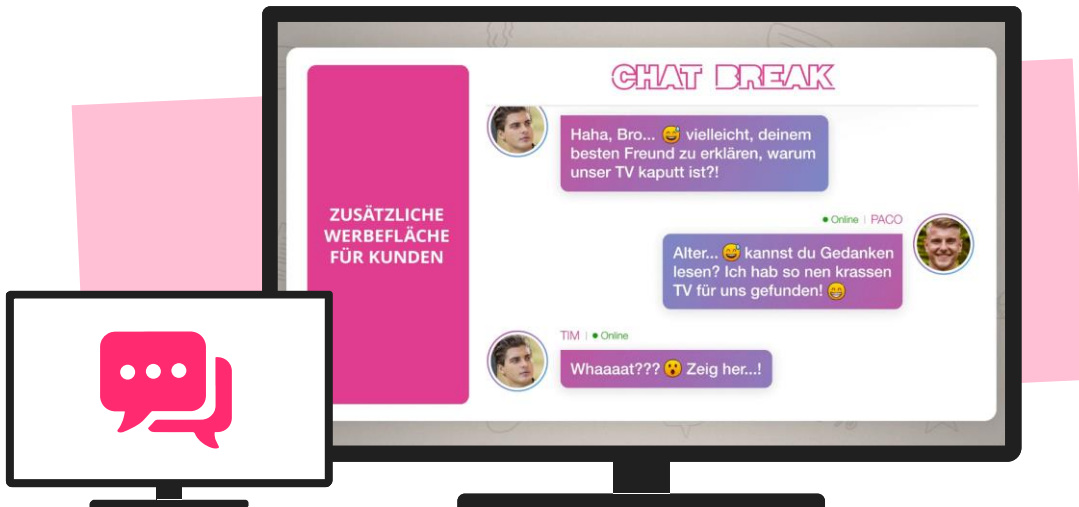 CHAT BREAK
ZUSÄTZLICHE
WERBEFLÄCHE
FÜR KUNDEN
Haha, Bro... 😅 vielleicht, deinem
besten Freund zu erklären, warum
unser TV kaputt ist?!
● Online | PACO
Alter... 😅 kannst du Gedanken
lesen? Ich hab so nen krassen
TV für uns gefunden! 😄
TIM | ● Online
Whaaaat??? 😮 Zeig her...!